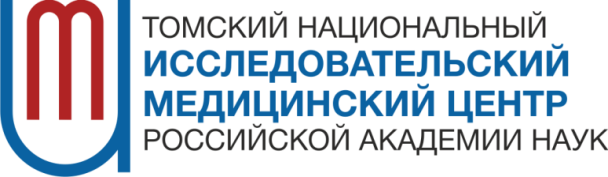 ТОМСКИЙ НАЦИОНАЛЬНЫЙ
ИССЛЕДОВАТЕЛЬСКИЙ
МЕДИЦИНСКИЙ ЦЕНТР
РОССИЙСКОЙ АКАДЕМИИ НАУК